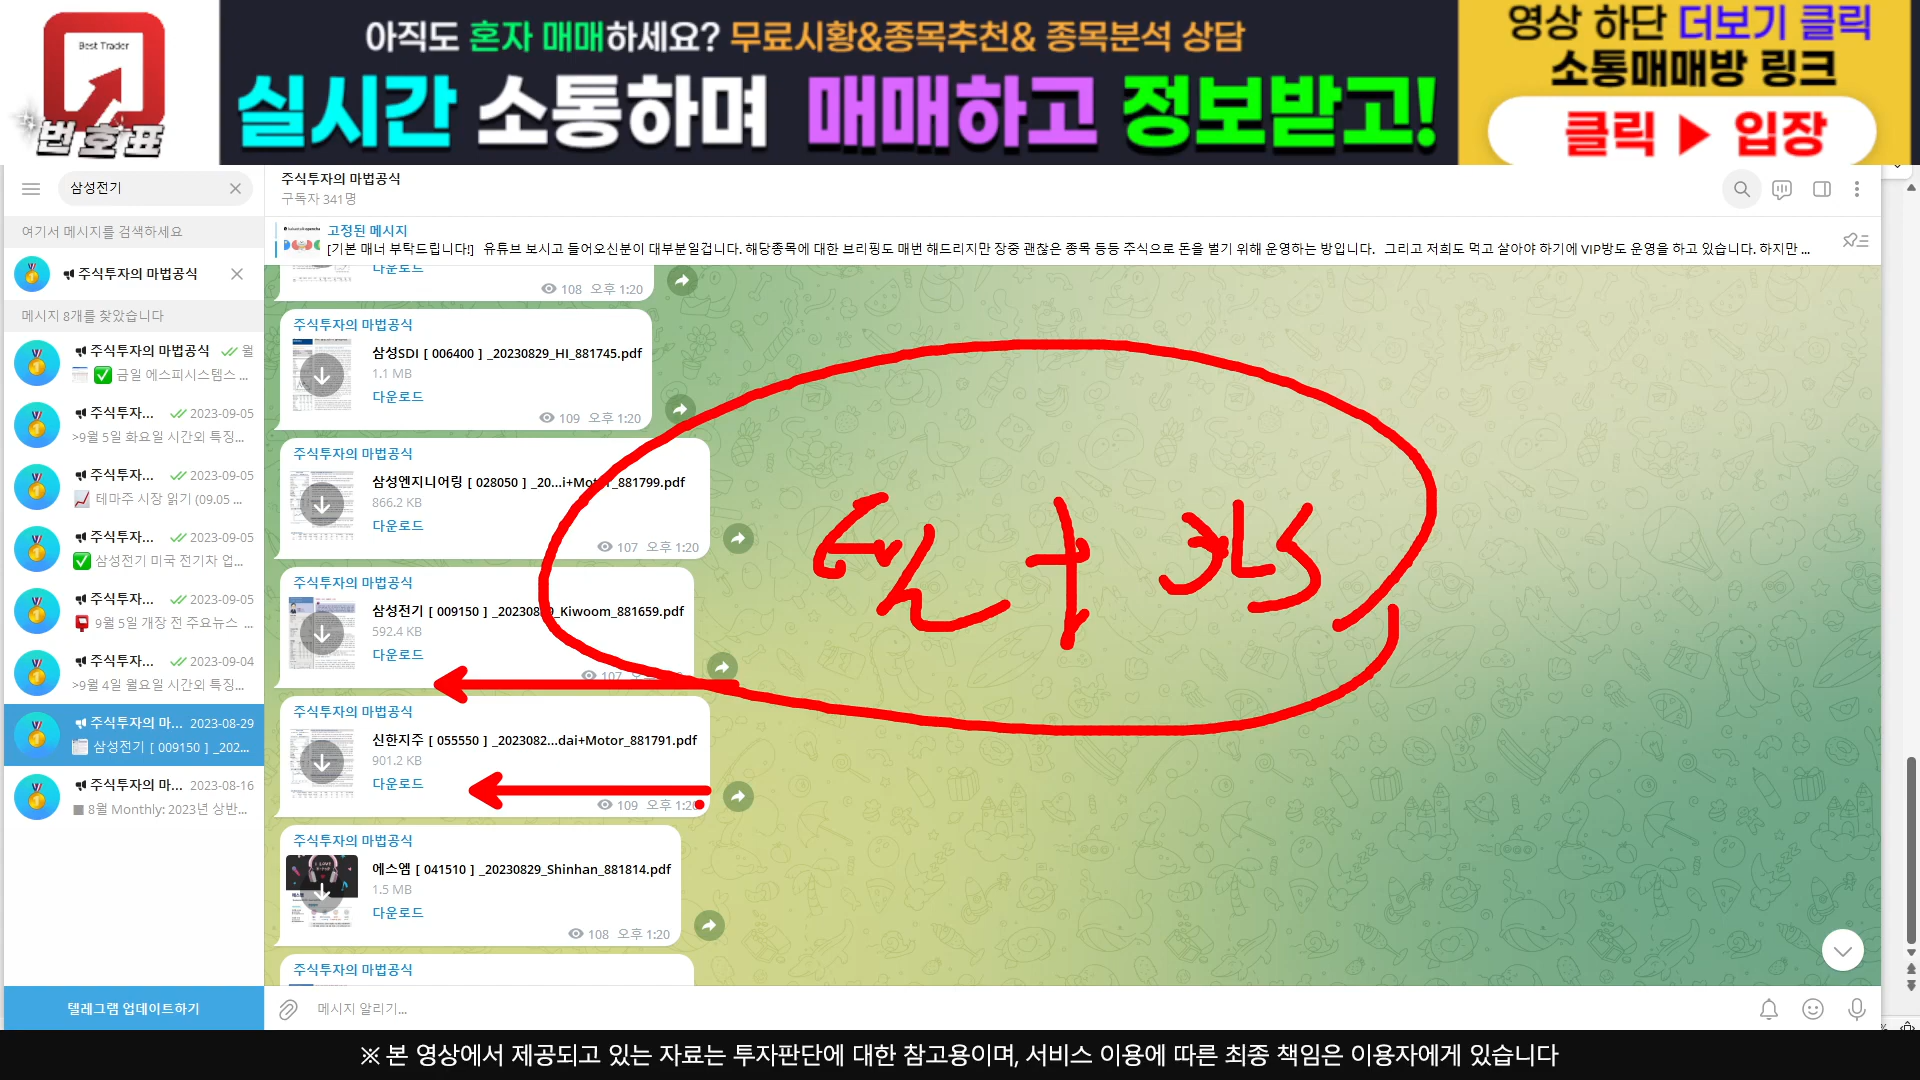 Best Trader
번호표
아직도 혼자 매매하세요? 무료시황&종목추천& 종목분석 상담
실시간 소통하며 매매하고 정보받고!
영상 하단 더보기 클릭
소통매매방 링크
클릭 ▶ 입장
삼성전기
여기서 메시지를 검색하세요
주식투자의 마법공식
메시지 8개를 찾았습니다
주식투자의 마법공식 월
✅ 금일 에스피시스템스 ...
주식투자... 2023-09-05
>9월 5일 화요일 시간외 특징...
주식투자... 2023-09-05
테마주 시장 읽기 (09.05 ...
주식투자... 2023-09-05
✅ 삼성전기 미국 전기차 업...
주식투자... 2023-09-05
9월 5일 개장 전 주요뉴스 ...
주식투자... 2023-09-04
>9월 4일 월요일 시간외 특징...
주식투자의 마... 2023-08-29
삼성전기 [ 009150 ] _202...
주식투자의 마... 2023-08-16
■ 8월 Monthly: 2023년 상반...
텔레그램 업데이트하기
주식투자의 마법공식
구독자 341명
고정된 메시지
[기본 매너 부탁드립니다!] 유튜브 보시고 들어오신분이 대부분일겁니다. 해당종목에 대한 브리핑도 매번 해드리지만 장중 괜찮은 종목 등등 주식으로 돈을 벌기 위해 운영하는 방입니다. 그리고 저희도 먹고 살아야 하기에 VIP방도 운영을 하고 있습니다. 하지만 ...
다운로드
108 오후 1:20
주식투자의 마법공식
삼성SDI [ 006400 ] _20230829_HI_881745.pdf
1.1 MB
다운로드
109 오후 1:20
주식투자의 마법공식
삼성엔지니어링 [ 028050 ] _20...i+Motor_881799.pdf
866.2 KB
다운로드
107 오후 1:20
주식투자의 마법공식
삼성전기 [ 009150 ] _20230829_Kiwoom_881659.pdf
592.4 KB
다운로드
107
주식투자의 마법공식
신한지주 [ 055550 ] _2023082...dai+Motor_881791.pdf
901.2 KB
다운로드
109 오후 1:20
주식투자의 마법공식
에스엠 [ 041510 ] _20230829_Shinhan_881814.pdf
1.5 MB
다운로드
108 오후 1:20
주식투자의 마법공식
메시지 알리기...
※ 본 영상에서 제공되고 있는 자료는 투자판단에 대한 참고용이며, 서비스 이용에 따른 최종 책임은 이용자에게 있습니다